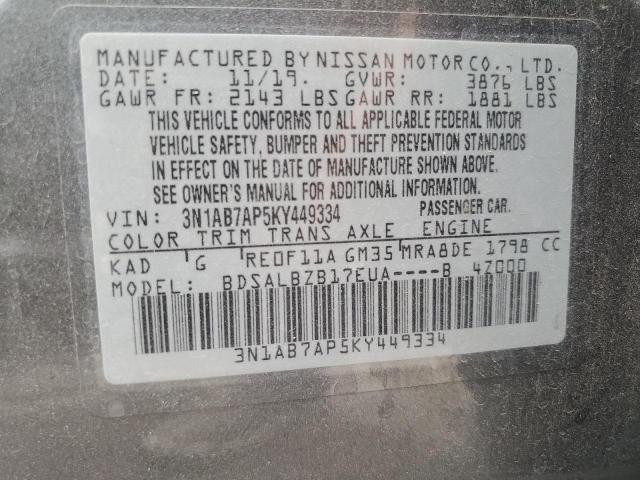 MANUFACTURED BY NISSAN MOTOR CO., LTD.
DATE: 11/19. GVWR: 3876 LBS
GAWR FR: 2143 LBS GAWR RR: 1881 LBS
THIS VEHICLE CONFORMS TO ALL APPLICABLE FEDERAL MOTOR
VEHICLE SAFETY, BUMPER AND THEFT PREVENTION STANDARDS
IN EFFECT ON THE DATE OF MANUFACTURE SHOWN ABOVE.
SEE OWNER'S MANUAL FOR ADDITIONAL INFORMATION.
VIN: 3N1AB7AP5KY449334 PASSENGER CAR.
COLOR TRIM TRANS AXLE ENGINE
KAD G RE0F11A GM35 MRA8DE 1798 CC
MODEL: BDSALBZB17EUA----B 4Z000
3N1AB7AP5KY449334